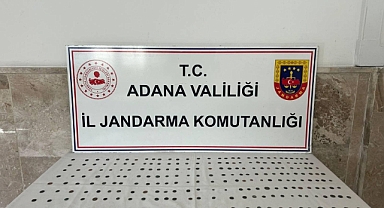 T.C.
ADANA VALİLİĞİ
İL JANDARMA KOMUTANLIĞI